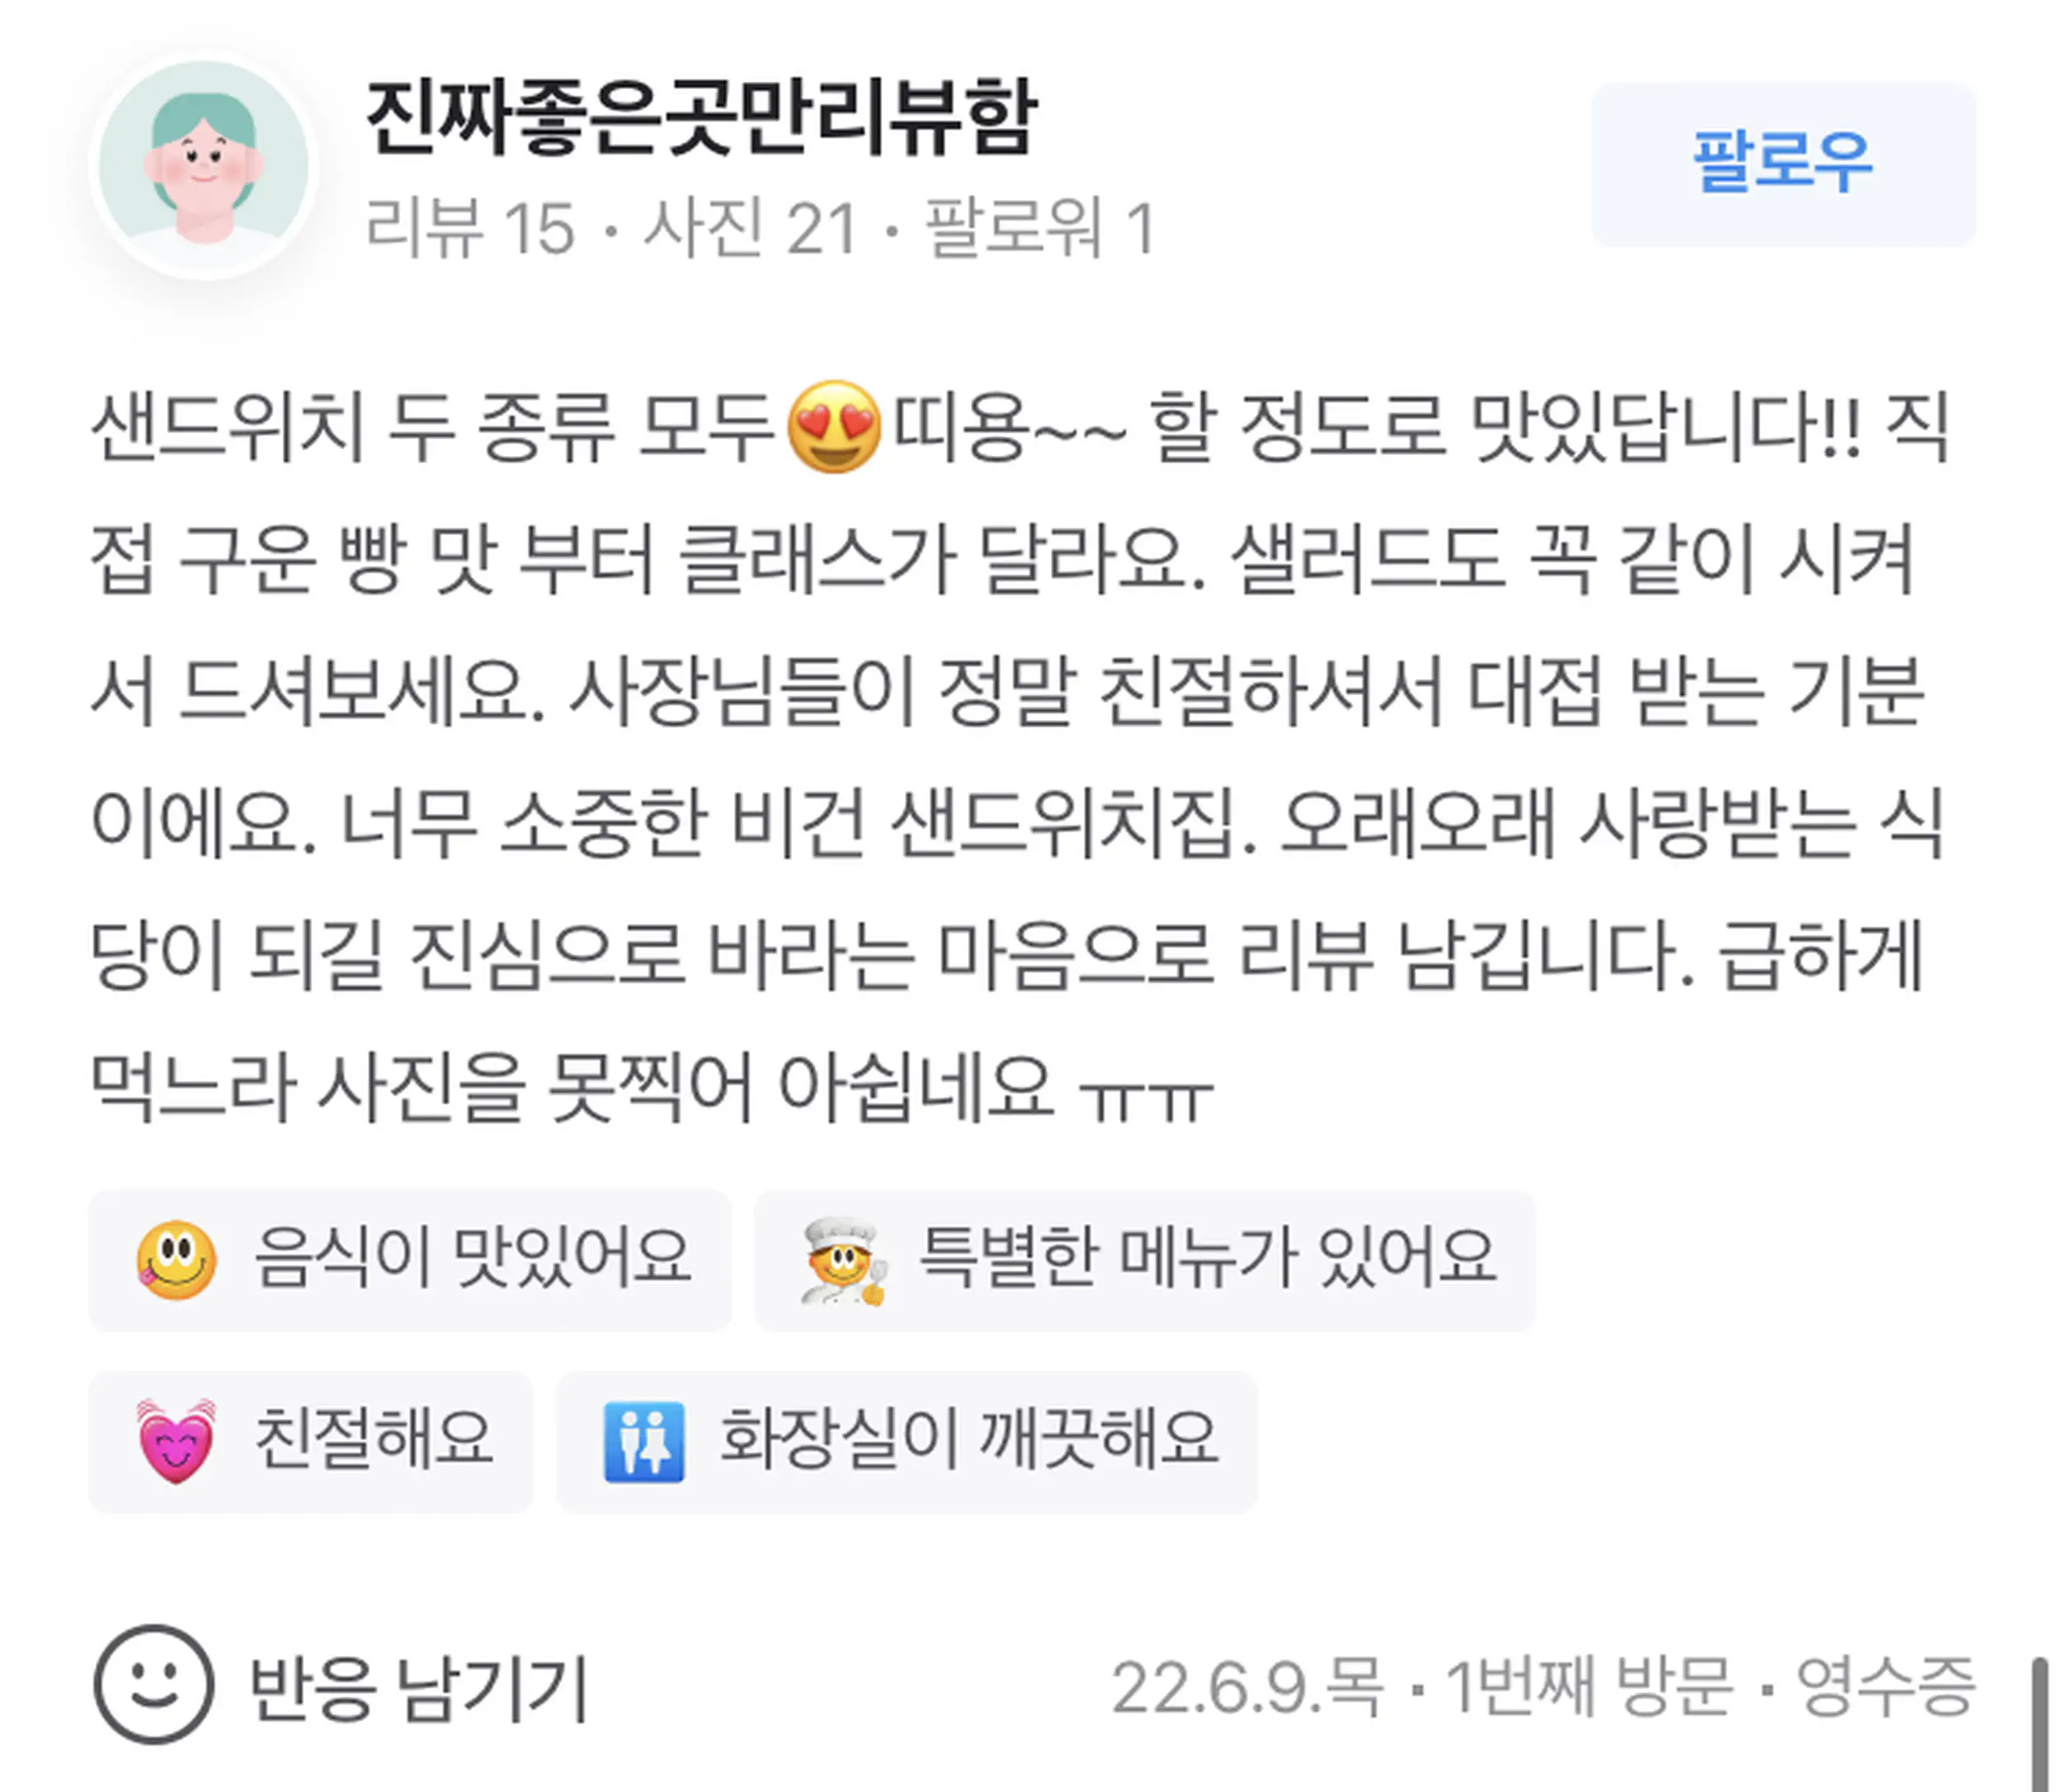 진짜좋은곳만리뷰함
리뷰 15 · 사진 21 · 팔로워 1
팔로우
샌드위치 두 종류 모두😍띠용~~ 할 정도로 맛있답니다!! 직
접 구운 빵 맛 부터 클래스가 달라요. 샐러드도 꼭 같이 시켜
서 드셔보세요. 사장님들이 정말 친절하셔서 대접 받는 기분
이에요. 너무 소중한 비건 샌드위치집. 오래오래 사랑받는 식
당이 되길 진심으로 바라는 마음으로 리뷰 남깁니다. 급하게
먹느라 사진을 못찍어 아쉽네요 ㅠㅠ
음식이 맛있어요
특별한 메뉴가 있어요
친절해요
화장실이 깨끗해요
반응 남기기
22.6.9.목 · 1번째 방문 · 영수증